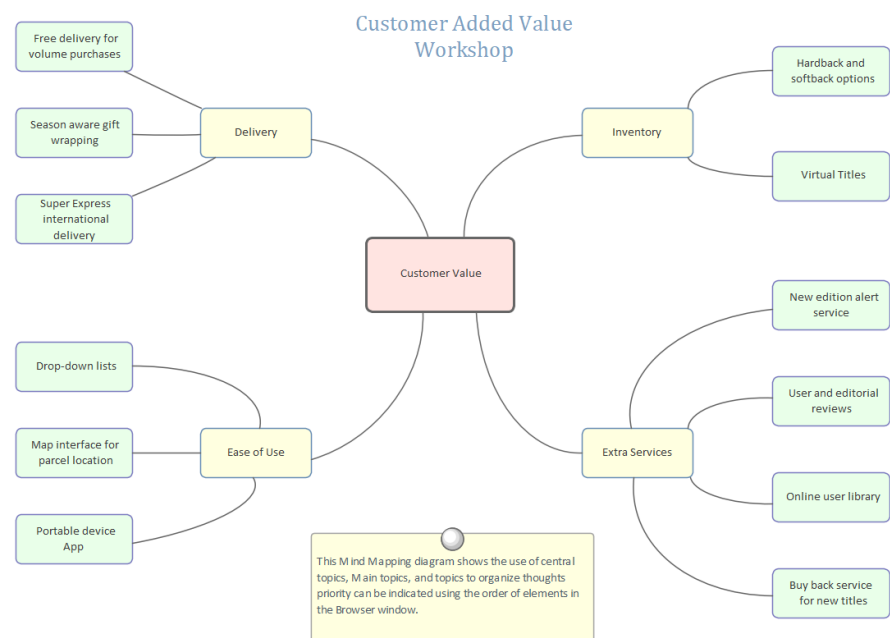 Customer Added Value
Workshop
Free delivery for
volume purchases
Season aware gift
wrapping
Super Express
international
delivery
Delivery
Inventory
Hardback and
softback options
Virtual Titles
Customer Value
Drop-down lists
Map interface for
parcel location
Portable device
App
Ease of Use
Extra Services
New edition alert
service
User and editorial
reviews
Online user library
Buy back service
for new titles
This Mind Mapping diagram shows the use of central
topics, Main topics, and topics to organize thoughts
priority can be indicated using the order of elements in
the Browser window.